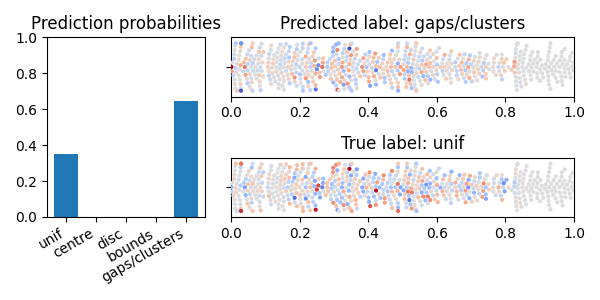 Prediction probabilities
1.0
0.8
0.6
0.4
0.2
0.0
unif
centre
disc
bounds
gaps/clusters
Predicted label: gaps/clusters
0.0 0.2 0.4 0.6 0.8 1.0
True label: unif
0.0 0.2 0.4 0.6 0.8 1.0